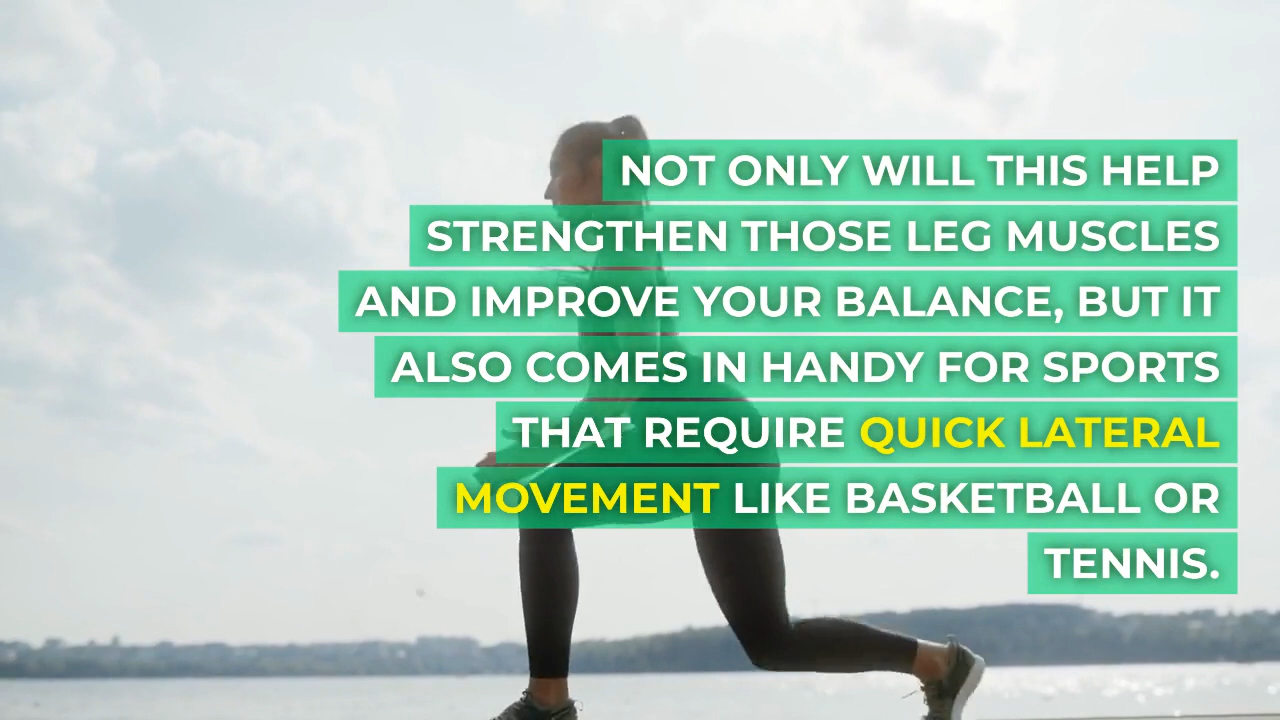 NOT ONLY WILL THIS HELP
STRENGTHEN THOSE LEG MUSCLES
AND IMPROVE YOUR BALANCE, BUT IT
ALSO COMES IN HANDY FOR SPORTS
THAT REQUIRE QUICK LATERAL
MOVEMENT LIKE BASKETBALL OR
TENNIS.